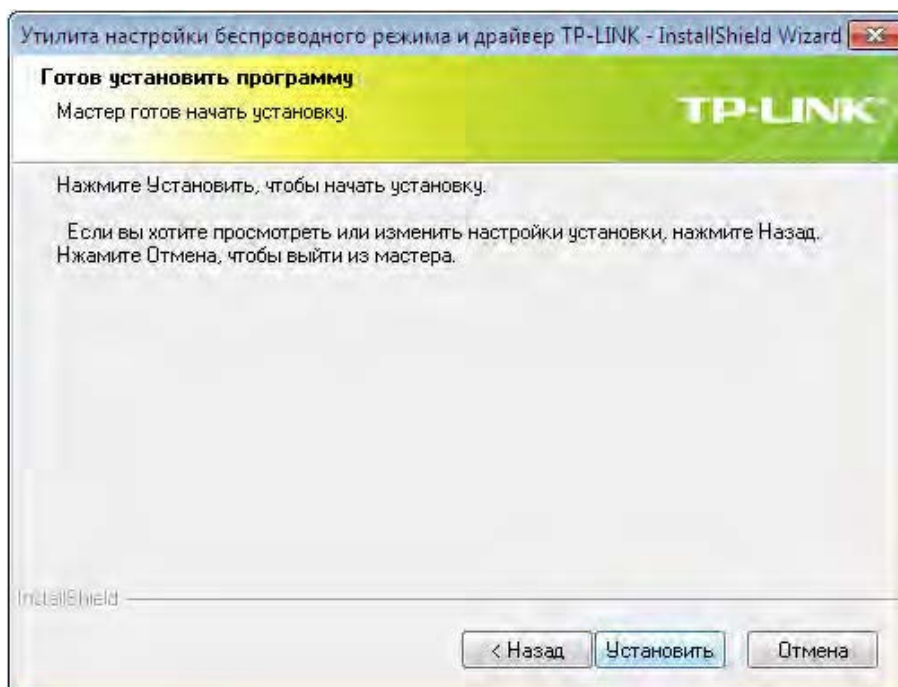 Утилита настройки беспроводного режима и драйвер TP-LINK - InstallShield Wizard
Готов установить программу
Мастер готов начать установку.
TP-LINK
Нажмите Установить, чтобы начать установку.
Если вы хотите просмотреть или изменить настройки установки, нажмите Назад.
Нжамите Отмена, чтобы выйти из мастера.
InstallShield
< Назад
Установить
Отмена